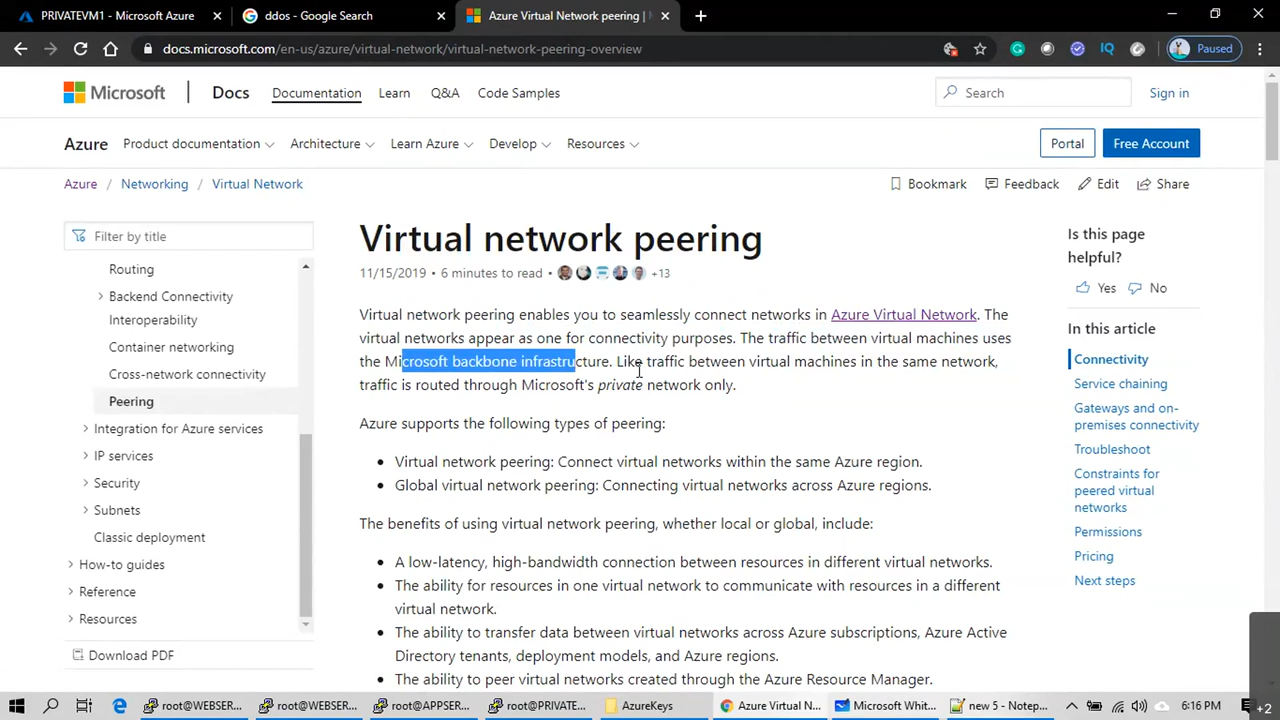 PRIVATEVM1 - Microsoft Azure
ddos - Google Search
Azure Virtual Network peering |
docs.microsoft.com/en-us/azure/virtual-network/virtual-network-peering-overview
IQ
Paused
Microsoft
Docs
Documentation
Learn
Q&A
Code Samples
Search
Sign in
Azure
Product documentation
Architecture
Learn Azure
Develop
Resources
Portal
Free Account
Azure / Networking / Virtual Network
Bookmark
Feedback
Edit
Share
Filter by title
Routing
Backend Connectivity
Interoperability
Container networking
Cross-network connectivity
Peering
Integration for Azure services
IP services
Security
Subnets
Classic deployment
How-to guides
Reference
Resources
Download PDF
Virtual network peering
11/15/2019 • 6 minutes to read • +13
Virtual network peering enables you to seamlessly connect networks in Azure Virtual Network. The
virtual networks appear as one for connectivity purposes. The traffic between virtual machines uses
the Microsoft backbone infrastructure. Like traffic between virtual machines in the same network,
traffic is routed through Microsoft's private network only.
Azure supports the following types of peering:
• Virtual network peering: Connect virtual networks within the same Azure region.
• Global virtual network peering: Connecting virtual networks across Azure regions.
The benefits of using virtual network peering, whether local or global, include:
• A low-latency, high-bandwidth connection between resources in different virtual networks.
• The ability for resources in one virtual network to communicate with resources in a different
virtual network.
• The ability to transfer data between virtual networks across Azure subscriptions, Azure Active
Directory tenants, deployment models, and Azure regions.
• The ability to peer virtual networks created through the Azure Resource Manager.
Is this page
helpful?
Yes
No
In this article
Connectivity
Service chaining
Gateways and on-
premises connectivity
Troubleshoot
Constraints for
peered virtual
networks
Permissions
Pricing
Next steps
root@WEBSER...
root@WEBSER...
root@APPSER...
root@PRIVATE...
AzureKeys
Azure Virtual N...
Microsoft Whit...
new 5 - Notep...
6:16 PM
+2